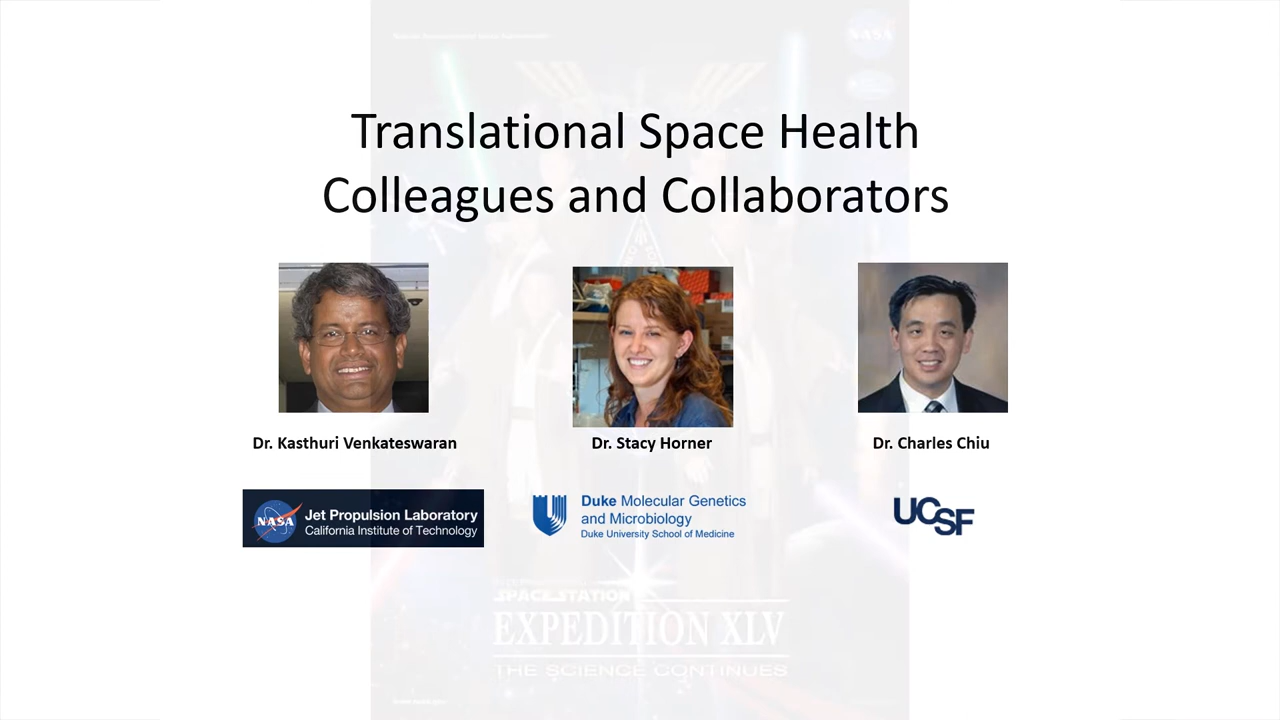 NASA
Translational Space Health
Colleagues and Collaborators
Dr. Kasthuri Venkateswaran
Dr. Stacy Horner
Dr. Charles Chiu
NASA
Jet Propulsion Laboratory
California Institute of Technology
Duke Molecular Genetics
and Microbiology
Duke University School of Medicine
UCSF
SPACE STATION
EXPEDITION XLV
THE SCIENCE CONTINUES